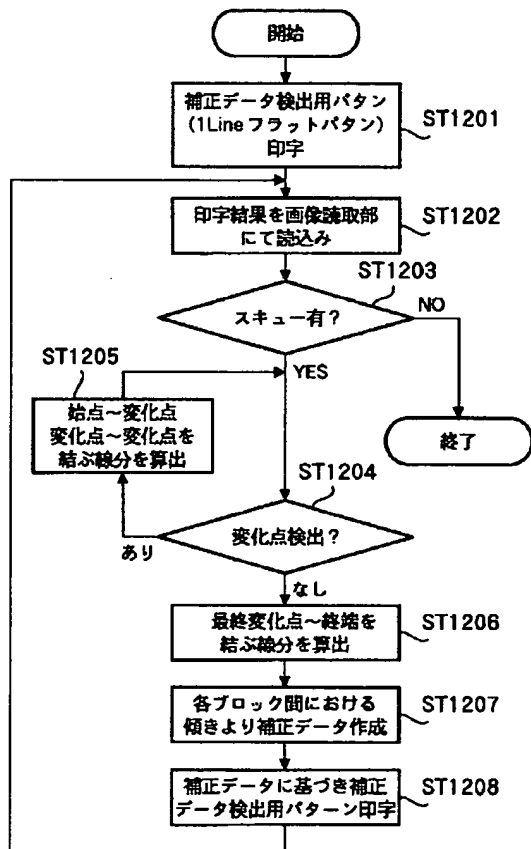 開始
補正データ検出用パタン
(1Lineフラットパタン)
印字
ST1201
印字結果を画像読取部
にて読込み
ST1202
ST1203
スキュー有?
NO
YES
ST1205
始点~変化点
変化点~変化点を
結ぶ線分を算出
終了
ST1204
変化点検出?
あり
なし
最終変化点~終端を
結ぶ線分を算出
ST1206
各ブロック間における
傾きより補正データ作成
ST1207
補正データに基づき補正
データ検出用パターン印字
ST1208